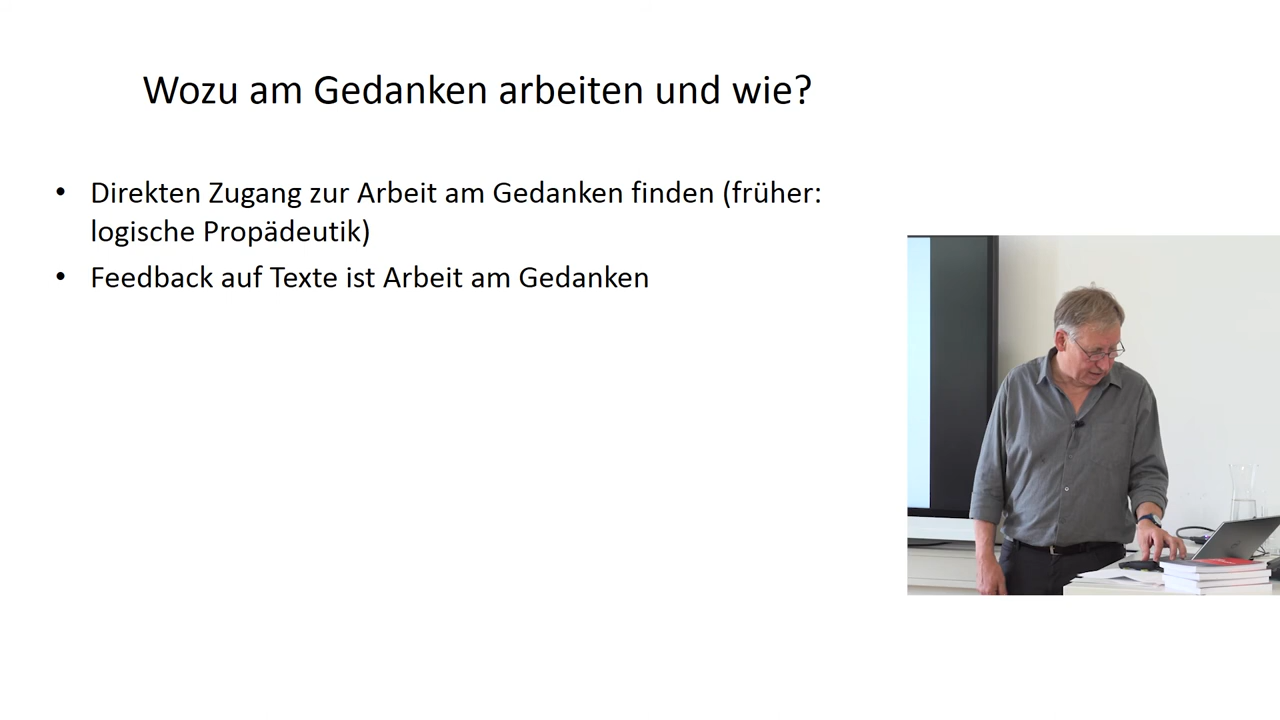 Wozu am Gedanken arbeiten und wie?
• Direkten Zugang zur Arbeit am Gedanken finden (früher:
logische Propädeutik)
• Feedback auf Texte ist Arbeit am Gedanken